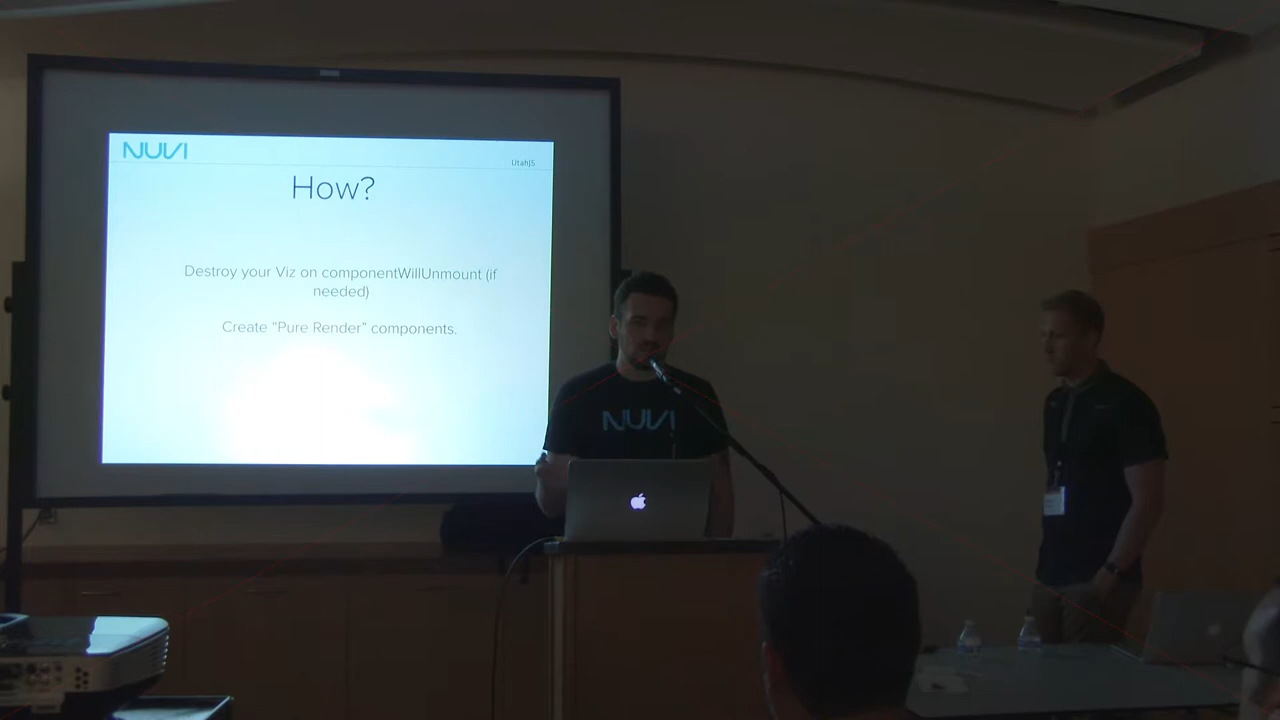 NUVI
UtahJS
How?
Destroy your Viz on componentWillUnmount (if
needed)
Create "Pure Render" components.
NUVI